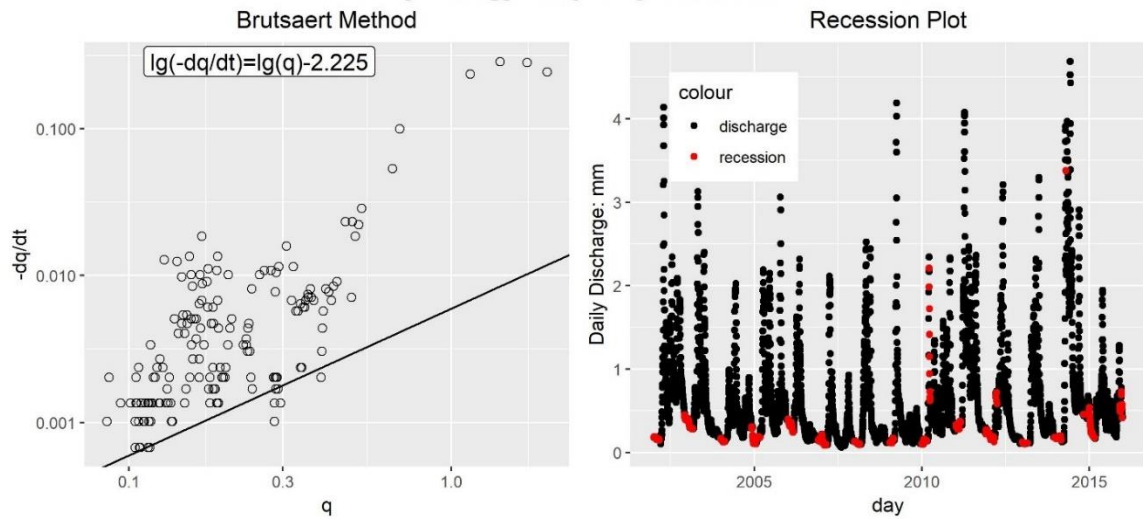 Brutsaert Method
lg(-dq/dt)=lg(q)-2.225
-dq/dt
0.100
0.010
0.001
0.1
0.3
1.0
q
Recession Plot
colour
discharge
recession
Daily Discharge: mm
4
3
2
1
0
2005
2010
2015
day